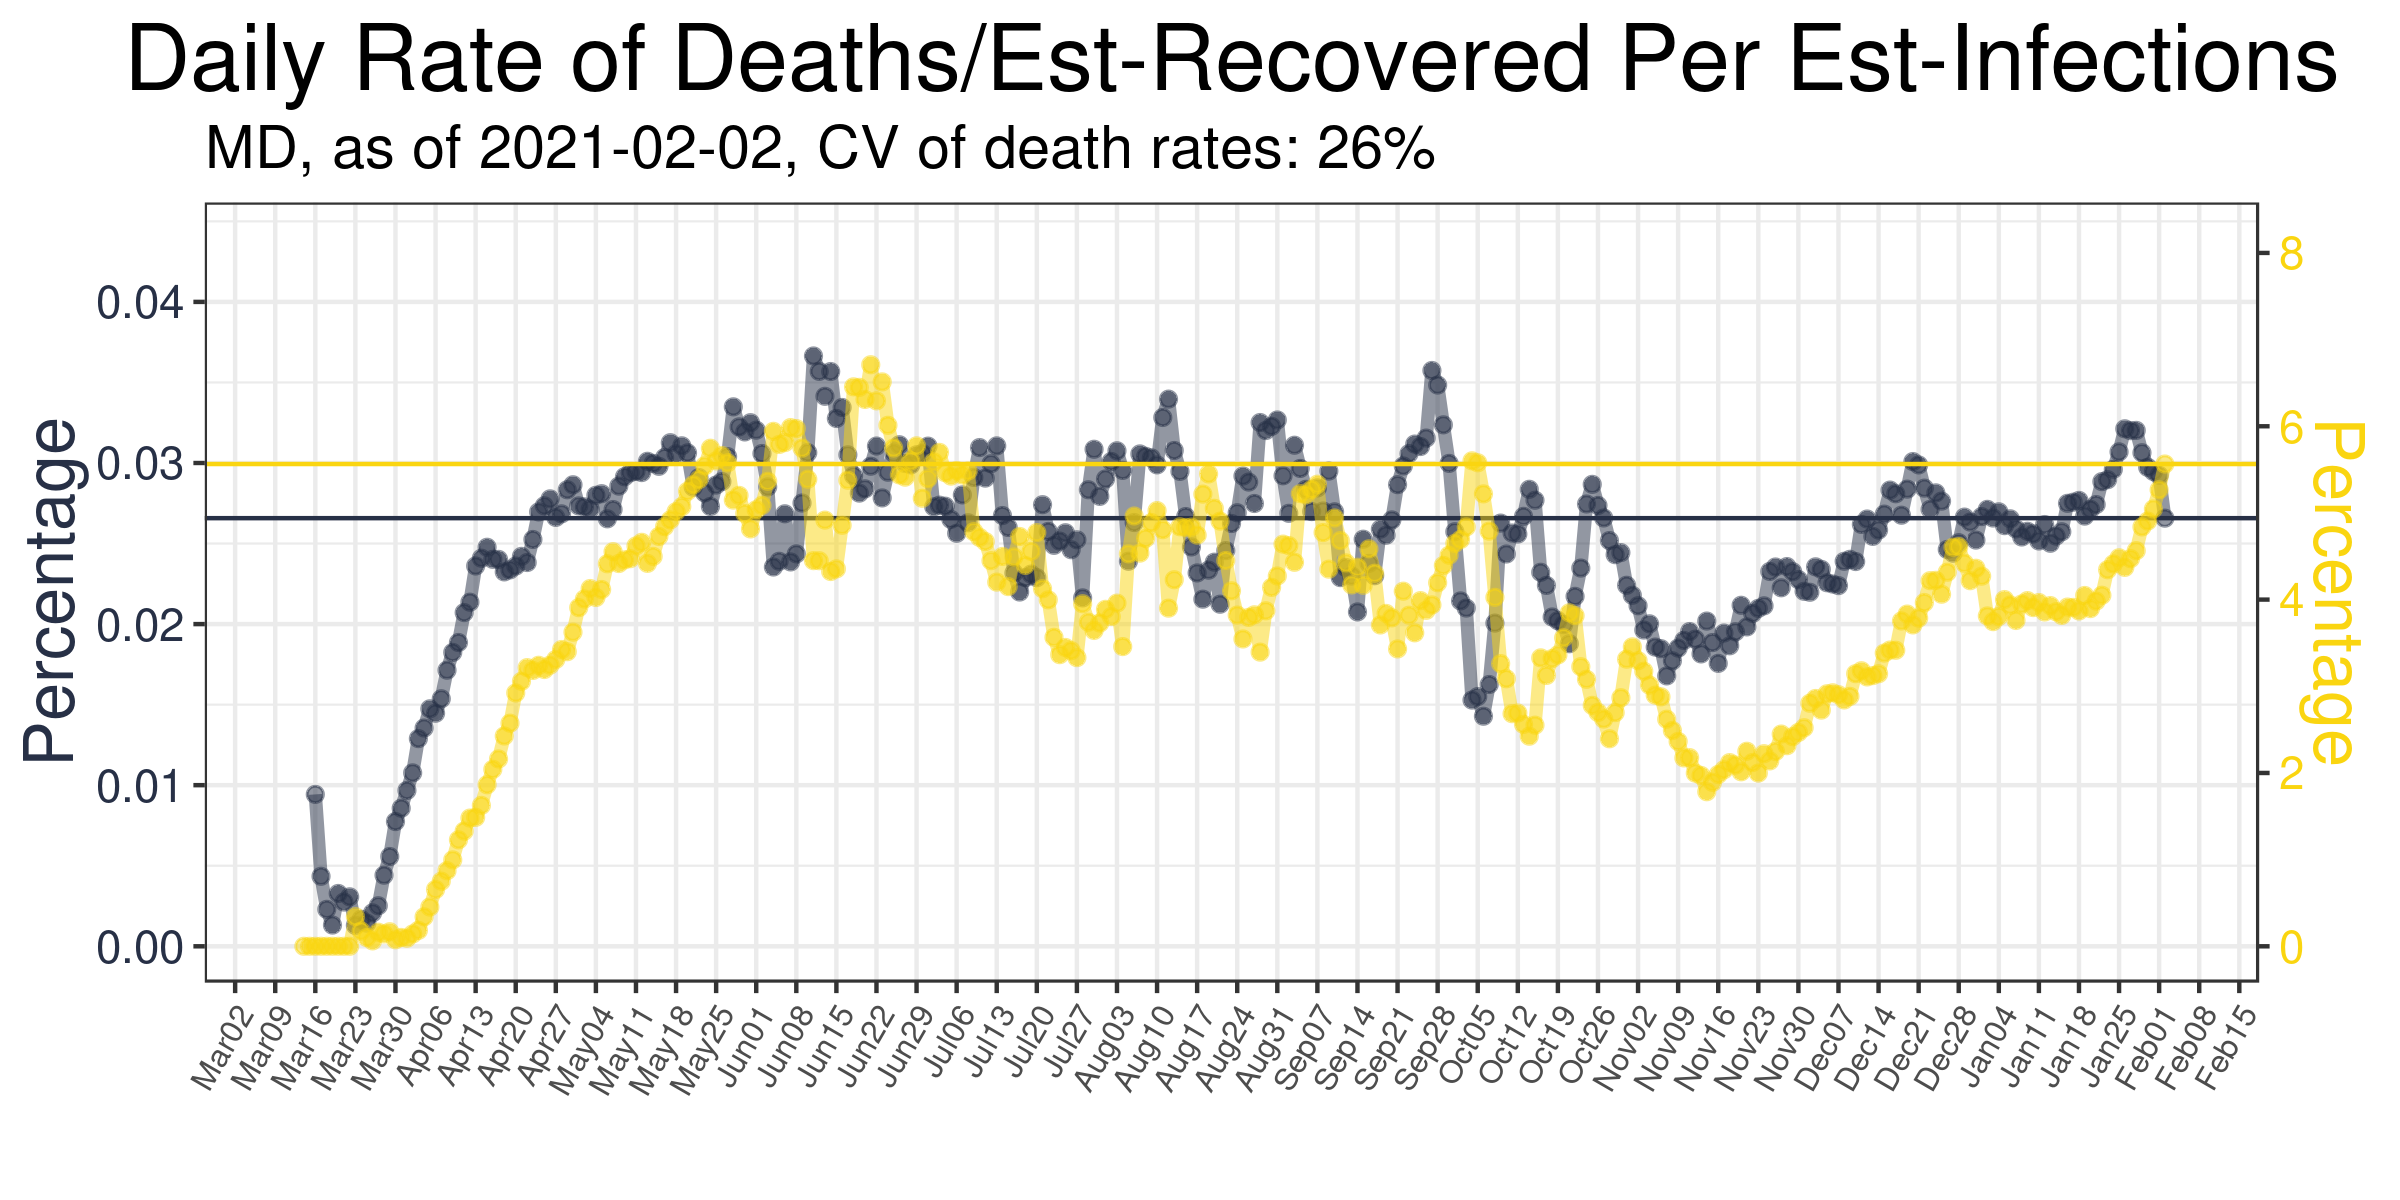 Daily Rate of Deaths/Est-Recovered Per Est-Infections
MD, as of 2021-02-02, CV of death rates: 26%
Percentage
0.04
0.03
0.02
0.01
0.00
8
6
4
2
0
Percentage
Mar02 Mar09 Mar16 Mar23 Mar30 Apr06 Apr13 Apr20 Apr27 May04 May11 May18 May25 Jun01 Jun08 Jun15 Jun22 Jun29 Jul06 Jul13 Jul20 Jul27 Aug03 Aug10 Aug17 Aug24 Aug31 Sep07 Sep14 Sep21 Sep28 Oct05 Oct12 Oct19 Oct26 Nov02 Nov09 Nov16 Nov23 Nov30 Dec07 Dec14 Dec21 Dec28 Jan04 Jan11 Jan18 Jan25 Feb01 Feb08 Feb15